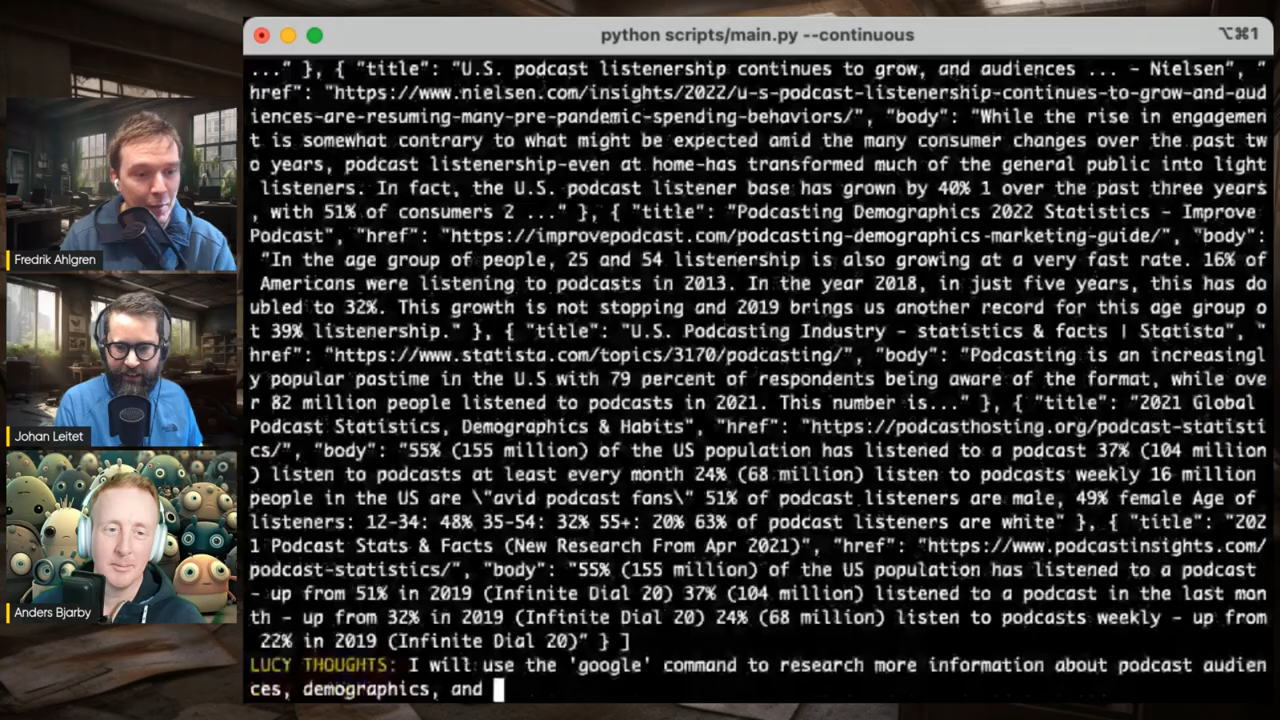 python scripts/main.py --continuous
⌥⌘1
..." }, { "title": "U.S. podcast listenership continues to grow, and audiences ... - Nielsen", "
href": "https://www.nielsen.com/insights/2022/u-s-podcast-listenership-continues-to-grow-and-aud
iences-are-resuming-many-pre-pandemic-spending-behaviors/", "body": "While the rise in engagemen
t is somewhat contrary to what might be expected amid the many consumer changes over the past tw
o years, podcast listenership-even at home-has transformed much of the general public into light
listeners. In fact, the U.S. podcast listener base has grown by 40% 1 over the past three years
, with 51% of consumers 2 ..." }, { "title": "Podcasting Demographics 2022 Statistics - Improve
Podcast", "href": "https://improvepodcast.com/podcasting-demographics-marketing-guide/", "body":
"In the age group of people, 25 and 54 listenership is also growing at a very fast rate. 16% of
Americans were listening to podcasts in 2013. In the year 2018, in just five years, this has do
ubled to 32%. This growth is not stopping and 2019 brings us another record for this age group o
t 39% listenership." }, { "title": "U.S. Podcasting Industry - statistics & facts | Statista", "
href": "https://www.statista.com/topics/3170/podcasting/", "body": "Podcasting is an increasingl
y popular pastime in the U.S with 79 percent of respondents being aware of the format, while ove
r 82 million people listened to podcasts in 2021. This number is..." }, { "title": "2021 Global
Podcast Statistics, Demographics & Habits", "href": "https://podcasthosting.org/podcast-statisti
cs/", "body": "55% (155 million) of the US population has listened to a podcast 37% (104 million
) listen to podcasts at least every month 24% (68 million) listen to podcasts weekly 16 million
people in the US are \"avid podcast fans\" 51% of podcast listeners are male, 49% female Age of
listeners: 12-34: 48% 35-54: 32% 55+: 20% 63% of podcast listeners are white" }, { "title": "202
1 Podcast Stats & Facts (New Research From Apr 2021)", "href": "https://www.podcastinsights.com/
podcast-statistics/", "body": "55% (155 million) of the US population has listened to a podcast
- up from 51% in 2019 (Infinite Dial 20) 37% (104 million) listened to a podcast in the last mon
th - up from 32% in 2019 (Infinite Dial 20) 24% (68 million) listen to podcasts weekly - up from
22% in 2019 (Infinite Dial 20)" } ]
LUCY THOUGHTS: I will use the 'google' command to research more information about podcast audien
ces, demographics, and
Fredrik Ahlgren
Johan Leitet
Anders Bjarby